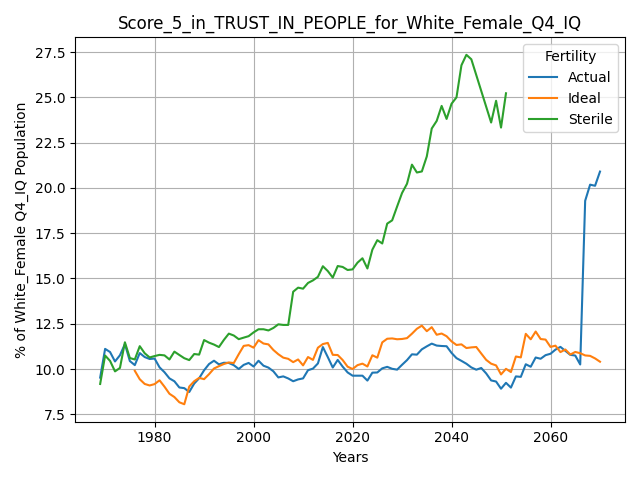 Score_5_in_TRUST_IN_PEOPLE_for_White_Female_Q4_IQ
% of White_Female Q4_IQ Population
27.5
25.0
22.5
20.0
17.5
15.0
12.5
10.0
7.5
Fertility
Actual
Ideal
Sterile
1980
2000
2020
2040
2060
Years